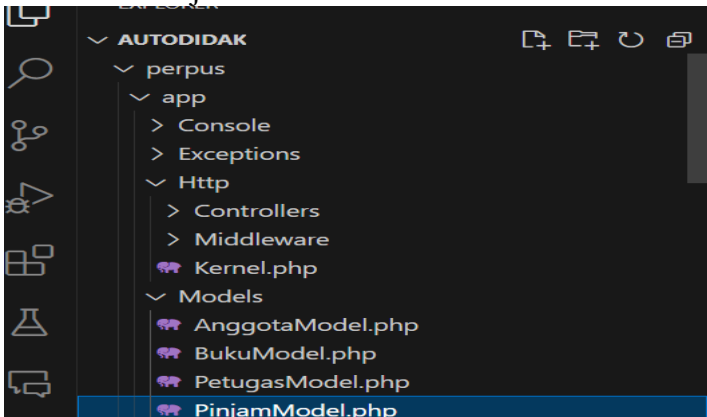 EXPLORER
AUTODIDAK
perpus
app
Console
Exceptions
Http
Controllers
Middleware
Kernel.php
Models
AnggotaModel.php
BukuModel.php
PetugasModel.php
PinjamModel.php